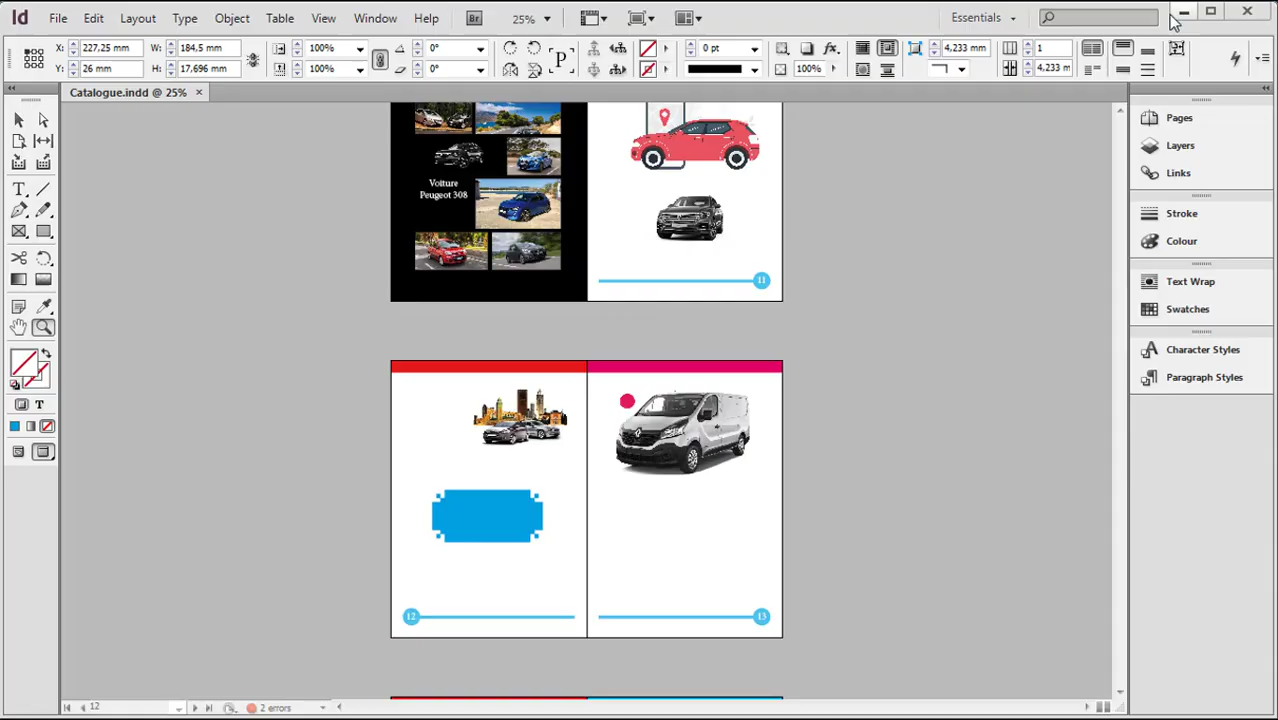 Id File Edit Layout Type Object Table View Window Help Br 25% Essentials
X: 227,25 mm W: 184,5 mm 100% 0° P 0 pt fx. 4,233 mm 1
Y: 26 mm H: 17,696 mm 100% 0° 100% 4,233 m
Catalogue.indd @ 25% ×
Pages
Layers
Links
Stroke
Colour
Text Wrap
Swatches
Character Styles
Paragraph Styles
Voiture
Peugeot 308
11
12
13
12 2 errors